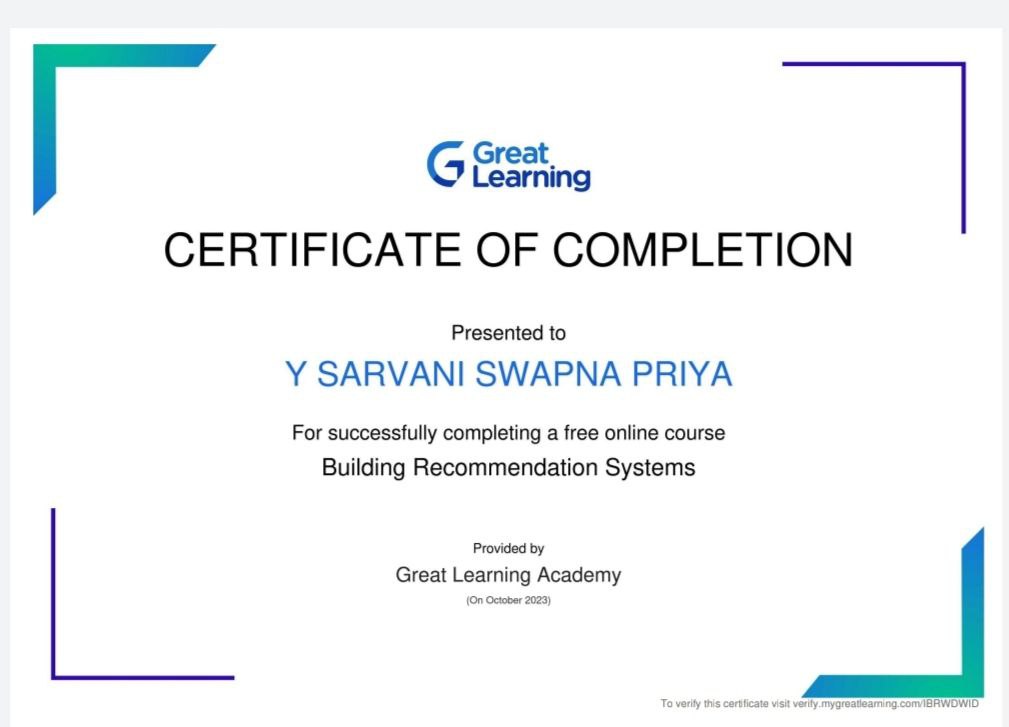 Great
Learning
CERTIFICATE OF COMPLETION
Presented to
Y SARVANI SWAPNA PRIYA
For successfully completing a free online course
Building Recommendation Systems
Provided by
Great Learning Academy
(On October 2023)
To verify this certificate visit verify.mygreatlearning.com/IBRWDWID